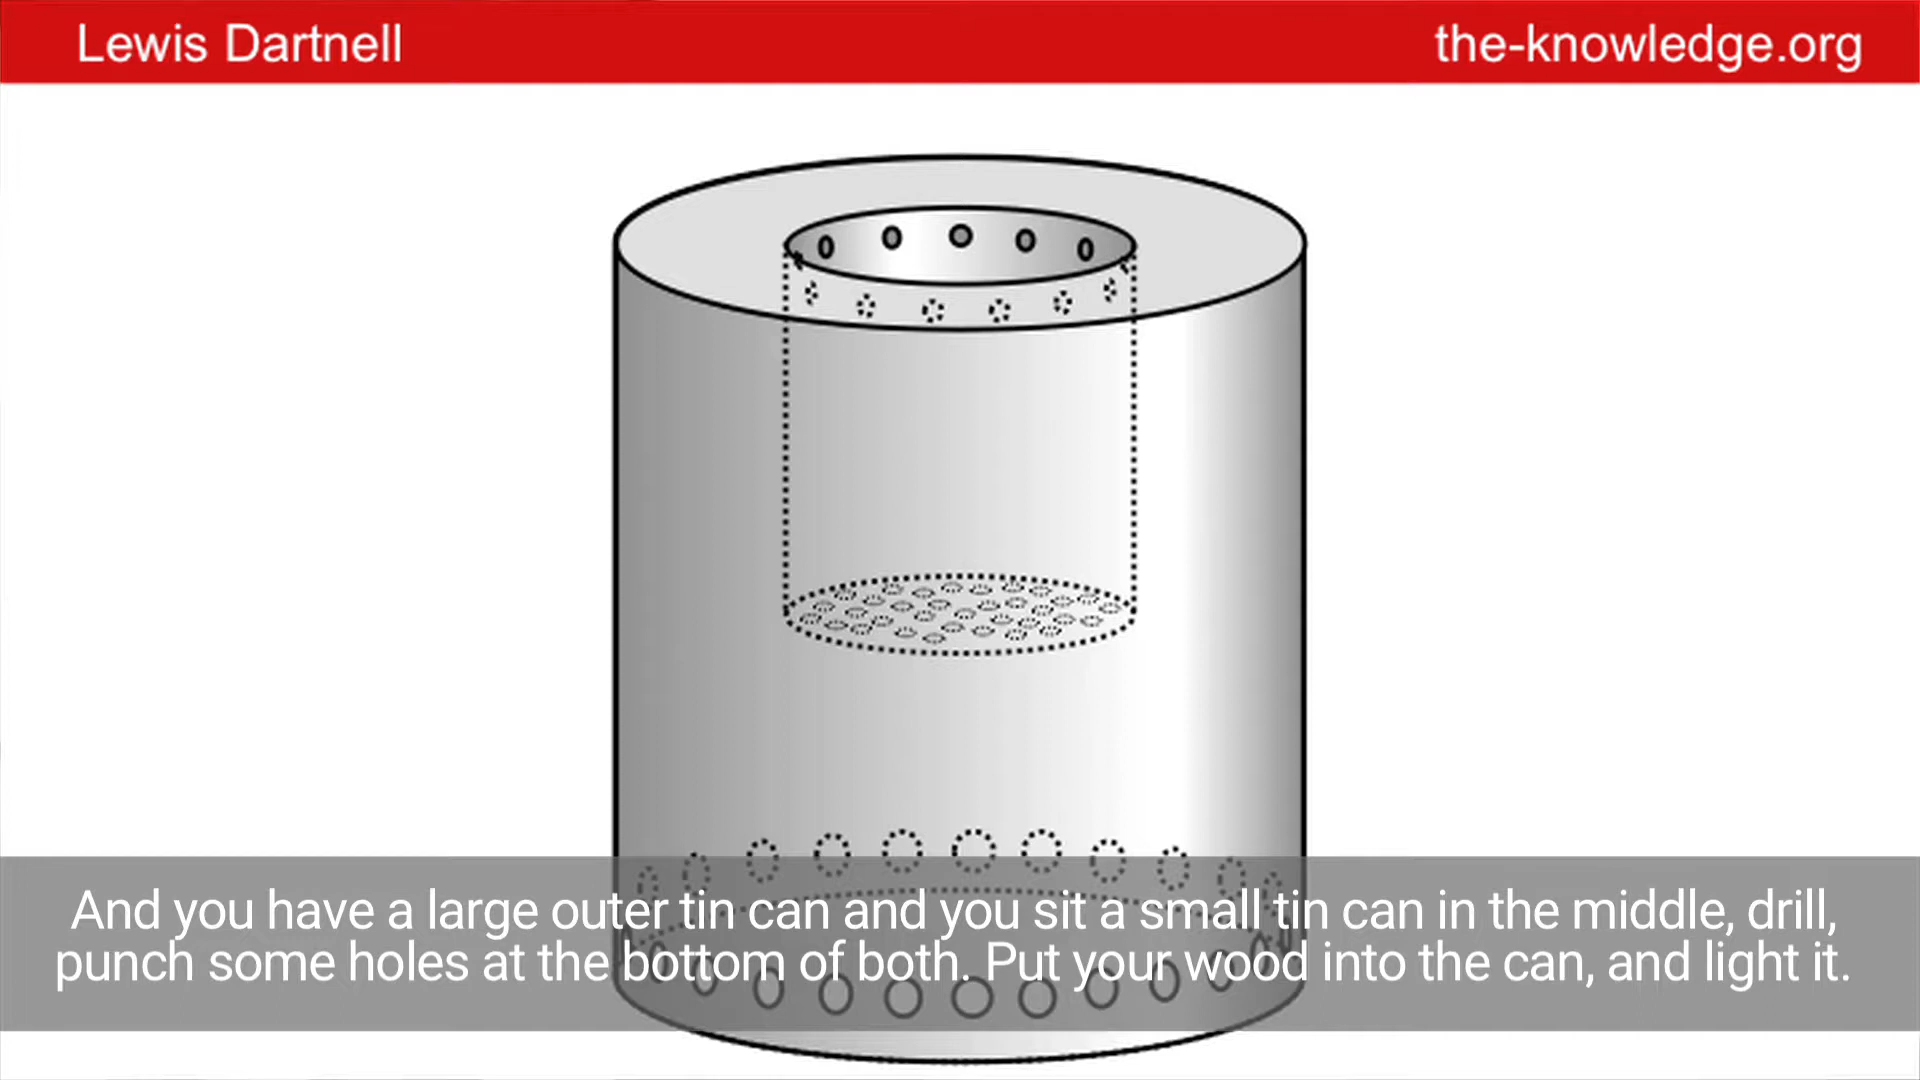 Lewis Dartnell
the-knowledge.org
And you have a large outer tin can and you sit a small tin can in the middle, drill,
punch some holes at the bottom of both. Put your wood into the can, and light it.